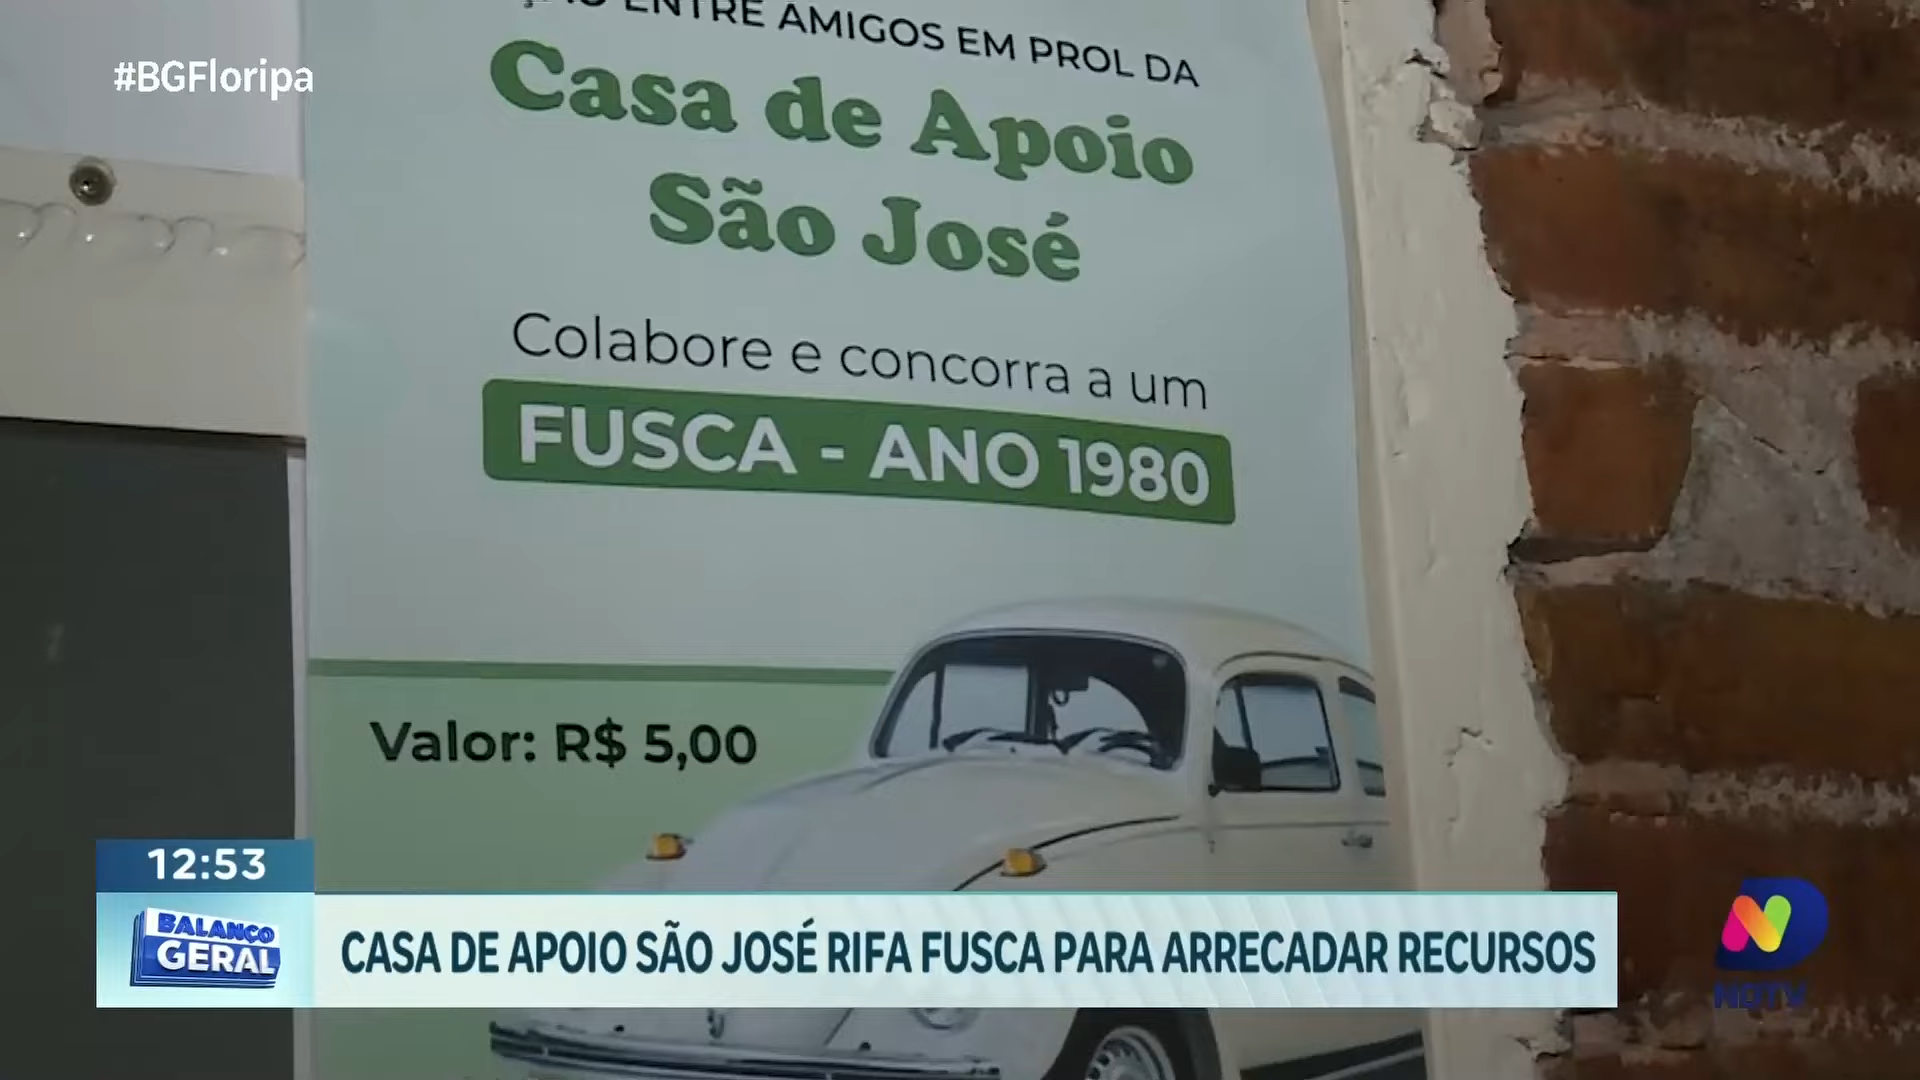 #BGFloripa
ENTRE AMIGOS EM PROL DA
Casa de Apoio
São José
Colabore e concorra a um
FUSCA - ANO 1980
Valor: R$ 5,00
12:53
BALANÇO
GERAL
CASA DE APOIO SÃO JOSÉ RIFA FUSCA PARA ARRECADAR RECURSOS
N
NDTV